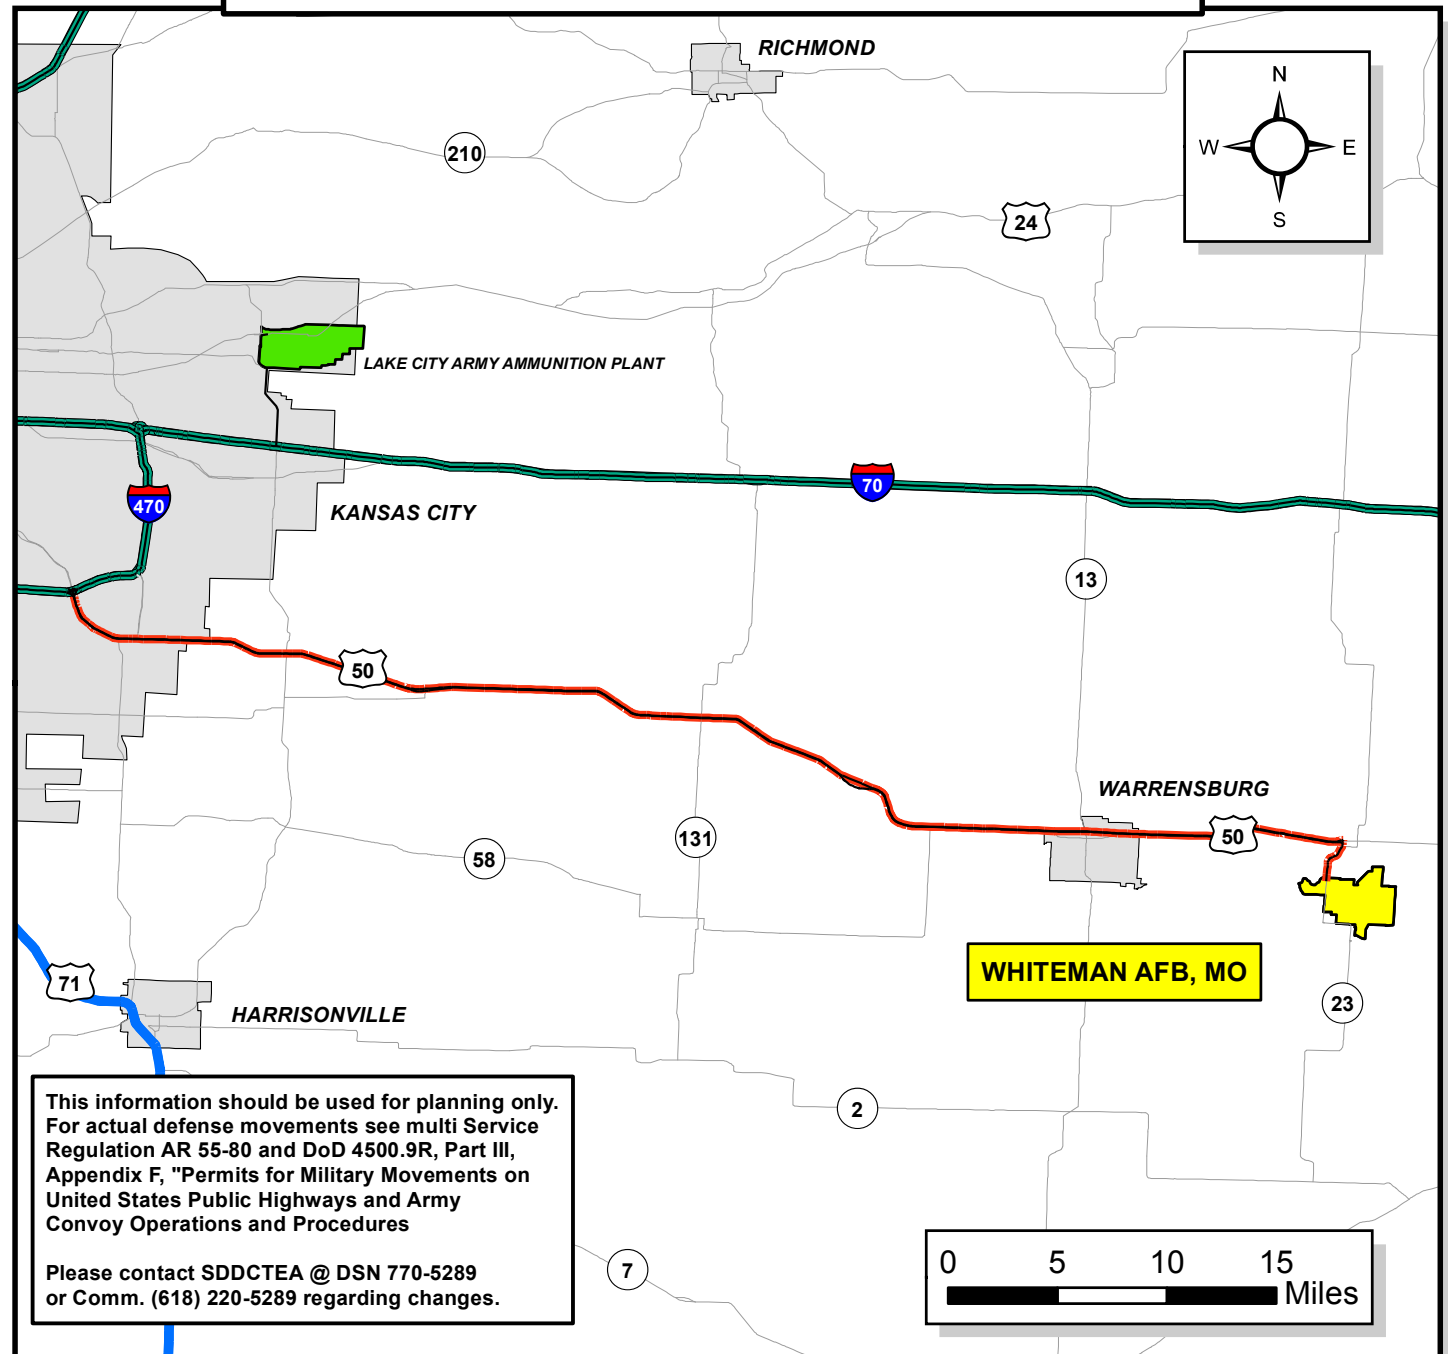 RICHMOND
N
W
E
S
210
24
LAKE CITY ARMY AMMUNITION PLANT
70
470
KANSAS CITY
13
50
WARRENSBURG
50
131
58
WHITEMAN AFB, MO
71
23
HARRISONVILLE
This information should be used for planning only.
For actual defense movements see multi Service
Regulation AR 55-80 and DoD 4500.9R, Part III,
Appendix F, "Permits for Military Movements on
United States Public Highways and Army
Convoy Operations and Procedures
Please contact SDDCTEA @ DSN 770-5289
or Comm. (618) 220-5289 regarding changes.
2
7
0 5 10 15
Miles